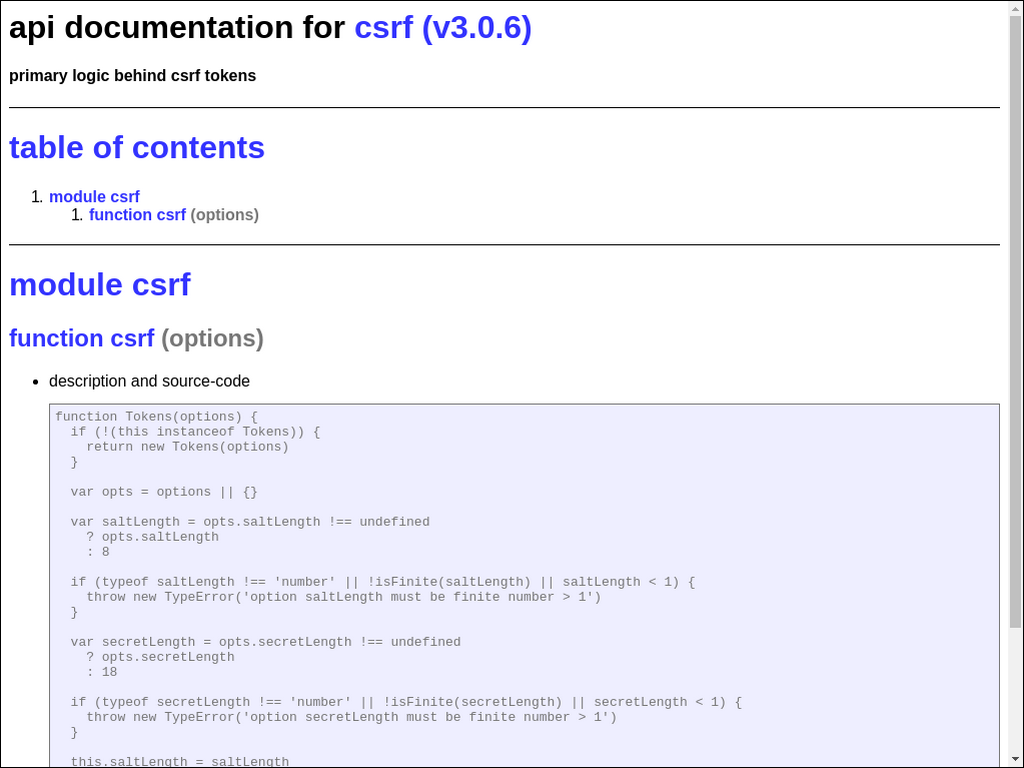 api documentation for csrf (v3.0.6)
primary logic behind csrf tokens
table of contents
1. module csrf
1. function csrf (options)
module csrf
function csrf (options)
• description and source-code
function Tokens(options) {
  if (!(this instanceof Tokens)) {
    return new Tokens(options)
  }
  var opts = options || {}
  var saltLength = opts.saltLength !== undefined
    ? opts.saltLength
    : 8
  if (typeof saltLength !== 'number' || !isFinite(saltLength) || saltLength < 1) {
    throw new TypeError('option saltLength must be finite number > 1')
  }
  var secretLength = opts.secretLength !== undefined
    ? opts.secretLength
    : 18
  if (typeof secretLength !== 'number' || !isFinite(secretLength) || secretLength < 1) {
    throw new TypeError('option secretLength must be finite number > 1')
  }
  this.saltLength = saltLength